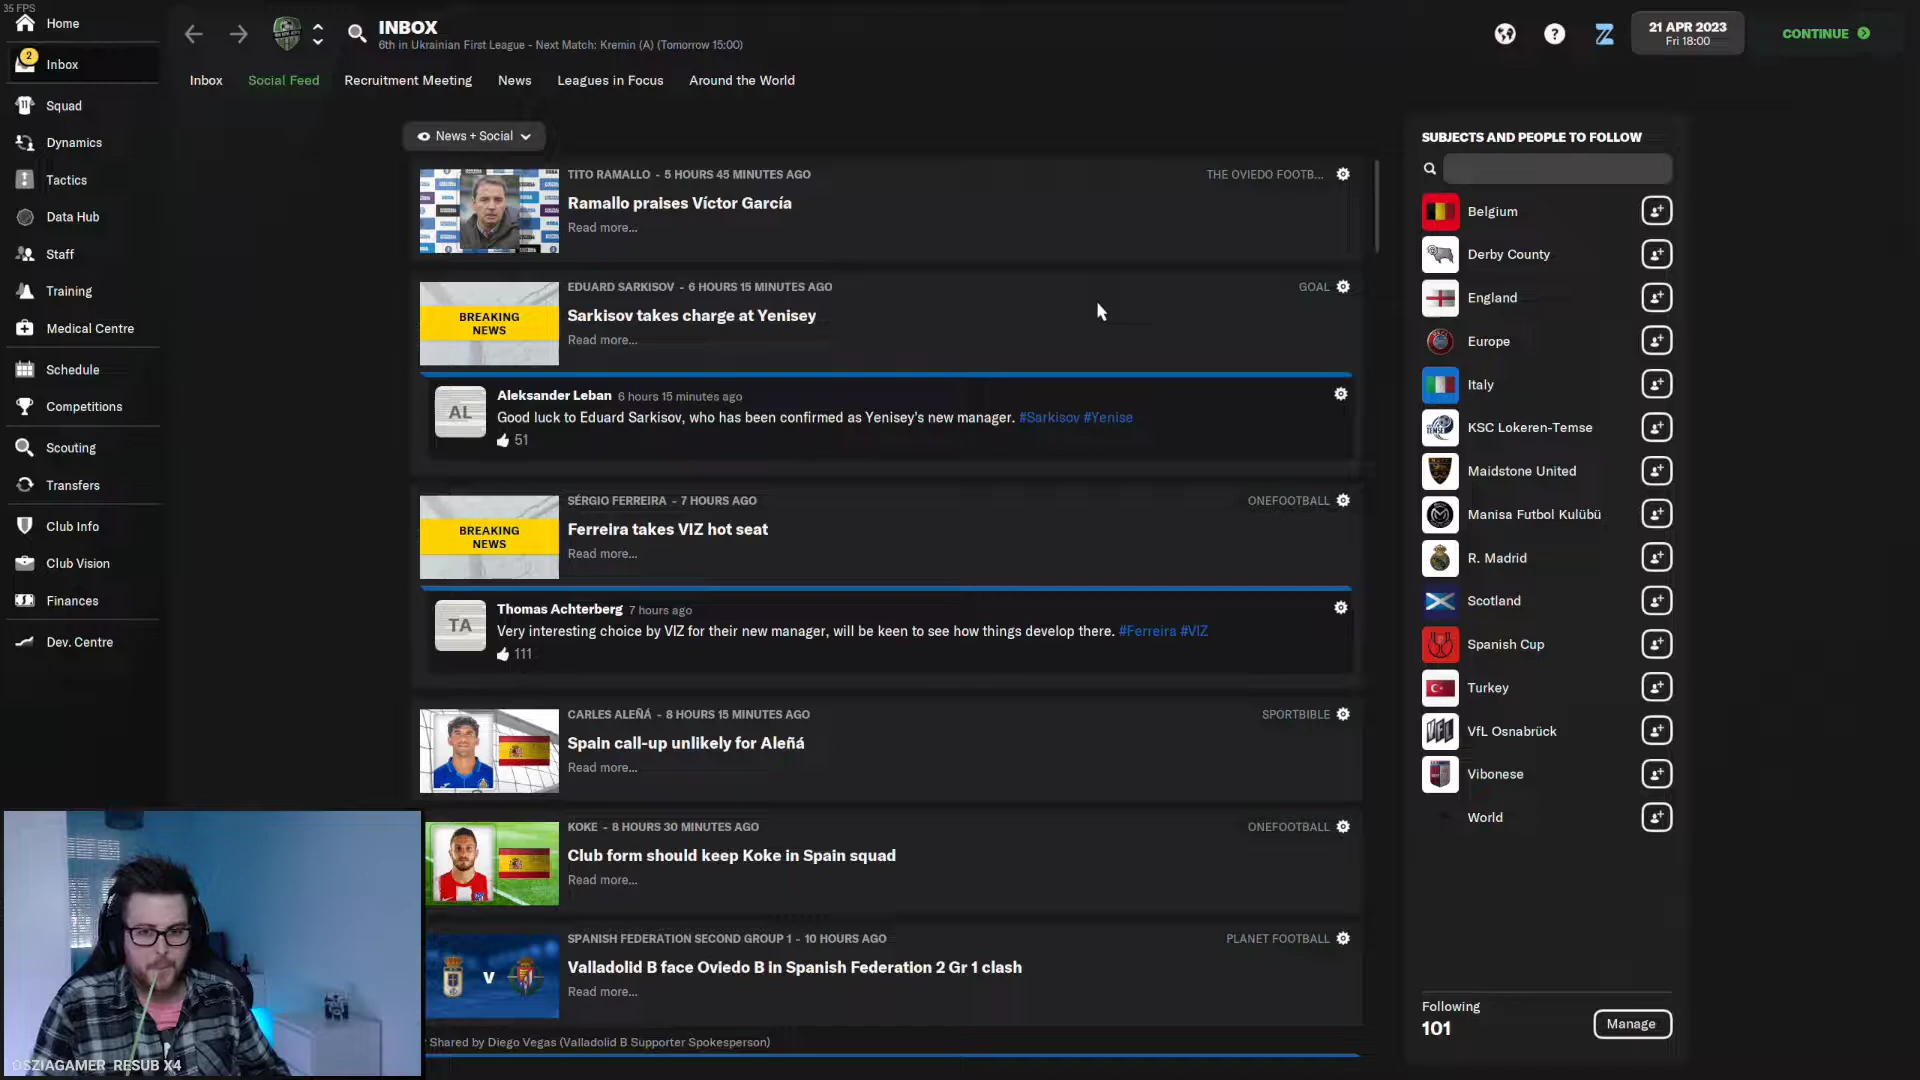 35 FPS
Home
2
Inbox
Squad
Dynamics
Tactics
Data Hub
Staff
Training
Medical Centre
Schedule
Competitions
Scouting
Transfers
Club Info
Club Vision
Finances
Dev. Centre
INBOX
6th in Ukrainian First League - Next Match: Kremin (A) (Tomorrow 15:00)
21 APR 2023
Fri 18:00
CONTINUE
Inbox
Social Feed
Recruitment Meeting
News
Leagues in Focus
Around the World
News + Social
TITO RAMALLO - 5 HOURS 45 MINUTES AGO
THE OVIEDO FOOTB...
Ramallo praises Víctor García
Read more...
BREAKING
NEWS
EDUARD SARKISOV - 6 HOURS 15 MINUTES AGO
GOAL
Sarkisov takes charge at Yenisey
Read more...
AL
Aleksander Leban 6 hours 15 minutes ago
Good luck to Eduard Sarkisov, who has been confirmed as Yenisey's new manager. #Sarkisov #Yenise
51
BREAKING
NEWS
SÉRGIO FERREIRA - 7 HOURS AGO
ONEFOOTBALL
Ferreira takes VIZ hot seat
Read more...
TA
Thomas Achterberg 7 hours ago
Very interesting choice by VIZ for their new manager, will be keen to see how things develop there. #Ferreira #VIZ
111
CARLES ALEÑÁ - 8 HOURS 15 MINUTES AGO
SPORTBIBLE
Spain call-up unlikely for Aleñá
Read more...
KOKE - 8 HOURS 30 MINUTES AGO
ONEFOOTBALL
Club form should keep Koke in Spain squad
Read more...
V
SPANISH FEDERATION SECOND GROUP 1 - 10 HOURS AGO
PLANET FOOTBALL
Valladolid B face Oviedo B in Spanish Federation 2 Gr 1 clash
Read more...
Shared by Diego Vegas (Valladolid B Supporter Spokesperson)
SUBJECTS AND PEOPLE TO FOLLOW
Belgium
Derby County
England
Europe
Italy
KSC Lokeren-Temse
Maidstone United
Manisa Futbol Kulübü
R. Madrid
Scotland
Spanish Cup
Turkey
VfL Osnabrück
Vibonese
World
Following
101
Manage
OSZIAGAMER RESUB X4